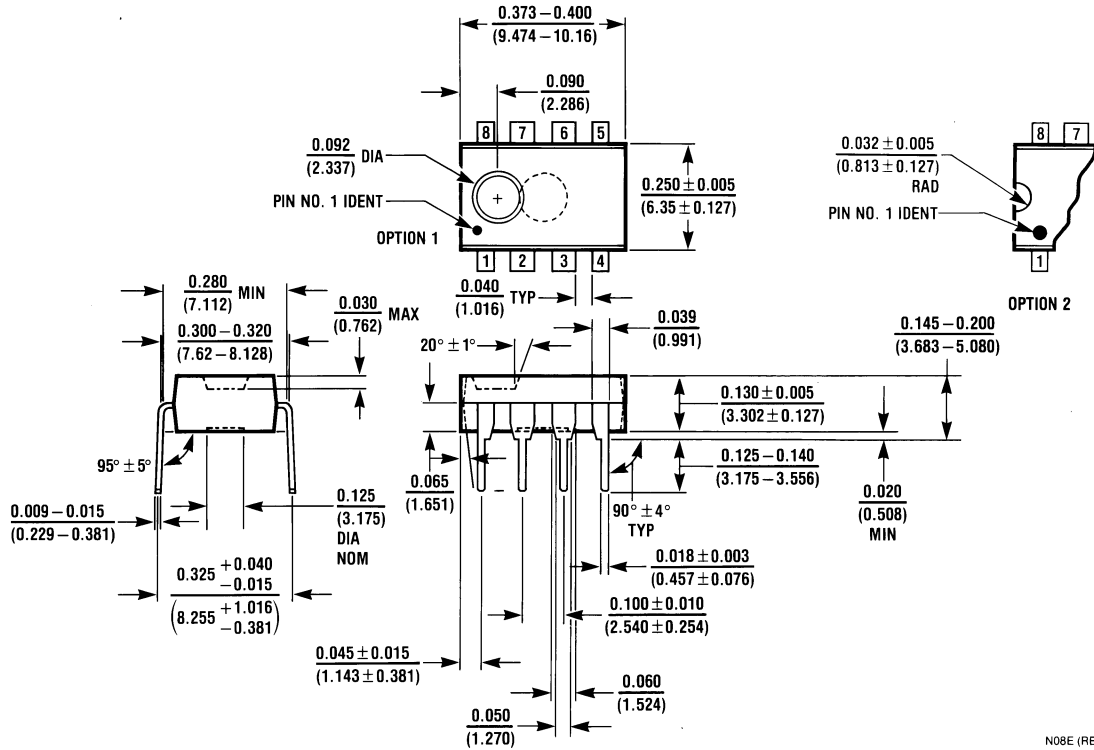 0.373 – 0.400
(9.474 – 10.16)
0.090
(2.286)
8 7 6 5
0.092 DIA
(2.337)
PIN NO. 1 IDENT
OPTION 1
+
1 2 3 4
0.250 ± 0.005
(6.35 ± 0.127)
8 7
0.032 ± 0.005
(0.813 ± 0.127)
RAD
PIN NO. 1 IDENT
1
OPTION 2
0.280 MIN
(7.112)
0.300 – 0.320
(7.62 – 8.128)
0.030 MAX
(0.762)
0.040 TYP
(1.016)
0.039
(0.991)
20° ± 1°
0.145 – 0.200
(3.683 – 5.080)
0.130 ± 0.005
(3.302 ± 0.127)
0.125 – 0.140
(3.175 – 3.556)
0.020
(0.508)
MIN
95° ± 5°
0.009 – 0.015
(0.229 – 0.381)
0.125
(3.175)
DIA
NOM
0.065
(1.651)
90° ± 4°
TYP
0.325 +0.040
−0.015
(8.255 +1.016
−0.381)
0.018 ± 0.003
(0.457 ± 0.076)
0.100 ± 0.010
(2.540 ± 0.254)
0.045 ± 0.015
(1.143 ± 0.381)
0.060
(1.524)
0.050
(1.270)
N08E (RE